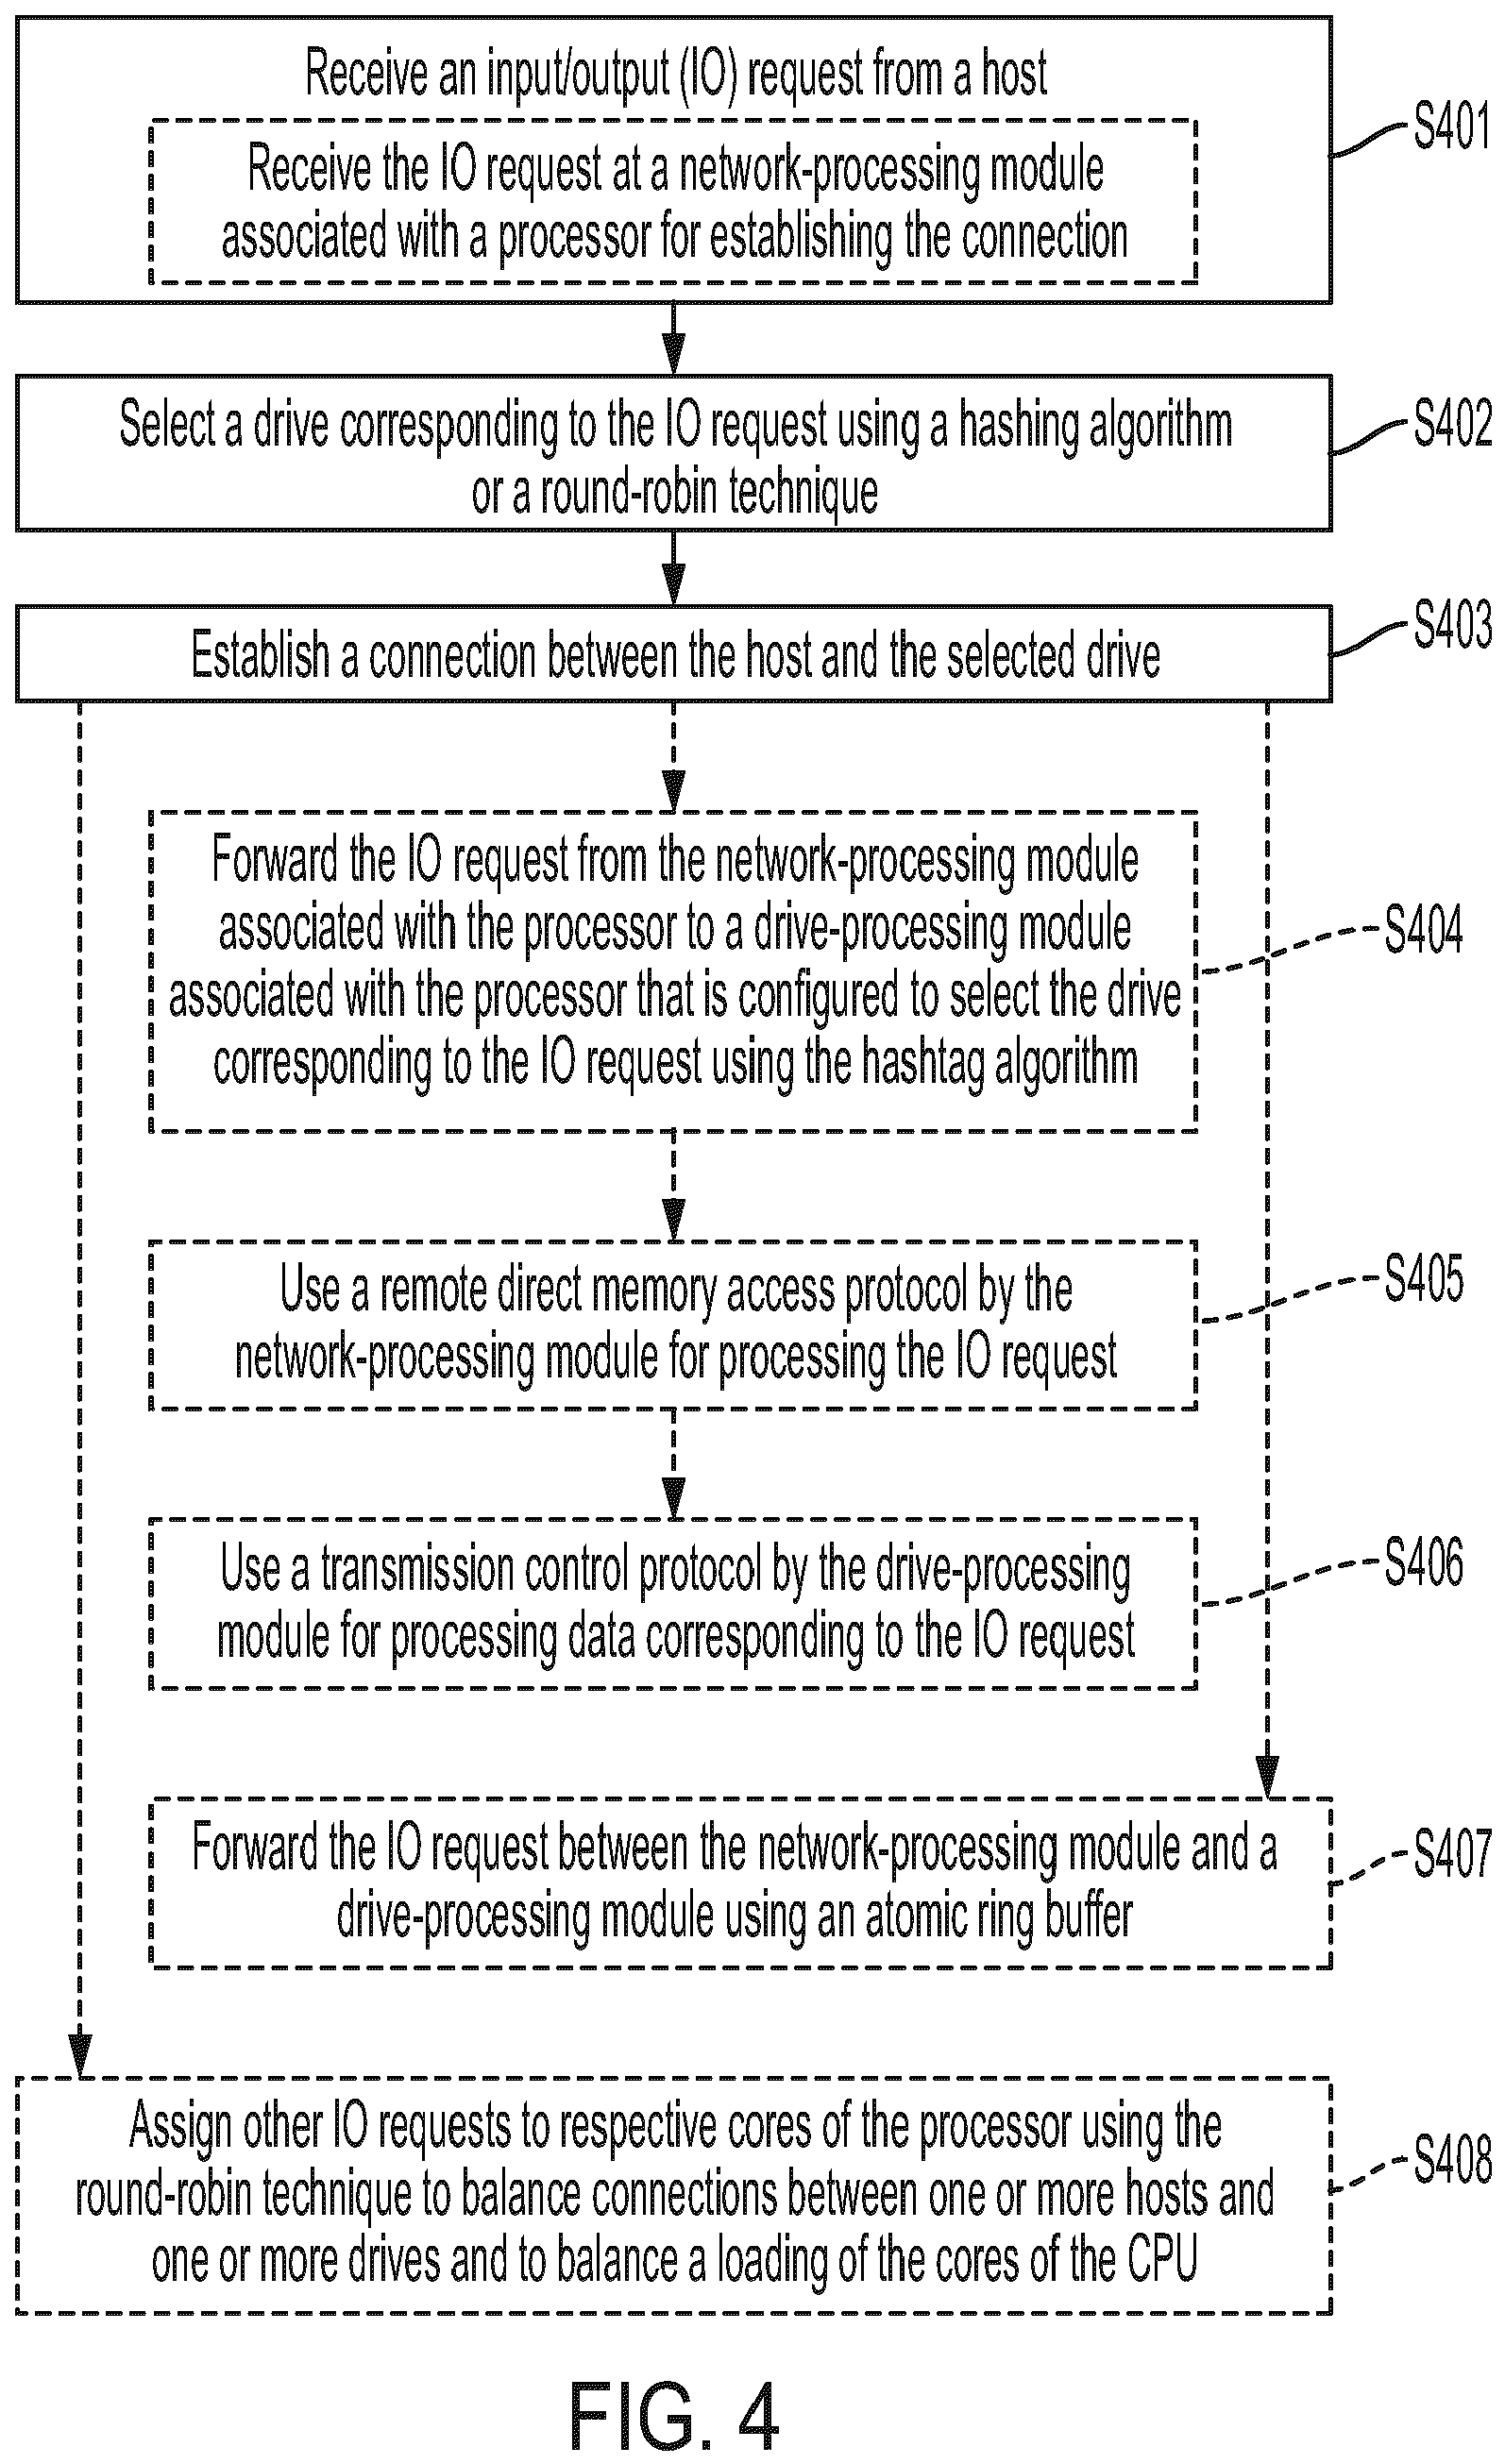 Receive an input/output (IO) request from a host
Receive the IO request at a network-processing module
associated with a processor for establishing the connection
S401
Select a drive corresponding to the IO request using a hashing algorithm
or a round-robin technique
S402
Establish a connection between the host and the selected drive
S403
Forward the IO request from the network-processing module
associated with the processor to a drive-processing module
associated with the processor that is configured to select the drive
corresponding to the IO request using the hashtag algorithm
S404
Use a remote direct memory access protocol by the
network-processing module for processing the IO request
S405
Use a transmission control protocol by the drive-processing
module for processing data corresponding to the IO request
S406
Forward the IO request between the network-processing module and a
drive-processing module using an atomic ring buffer
S407
Assign other IO requests to respective cores of the processor using the
round-robin technique to balance connections between one or more hosts and
one or more drives and to balance a loading of the cores of the CPU
S408
FIG. 4